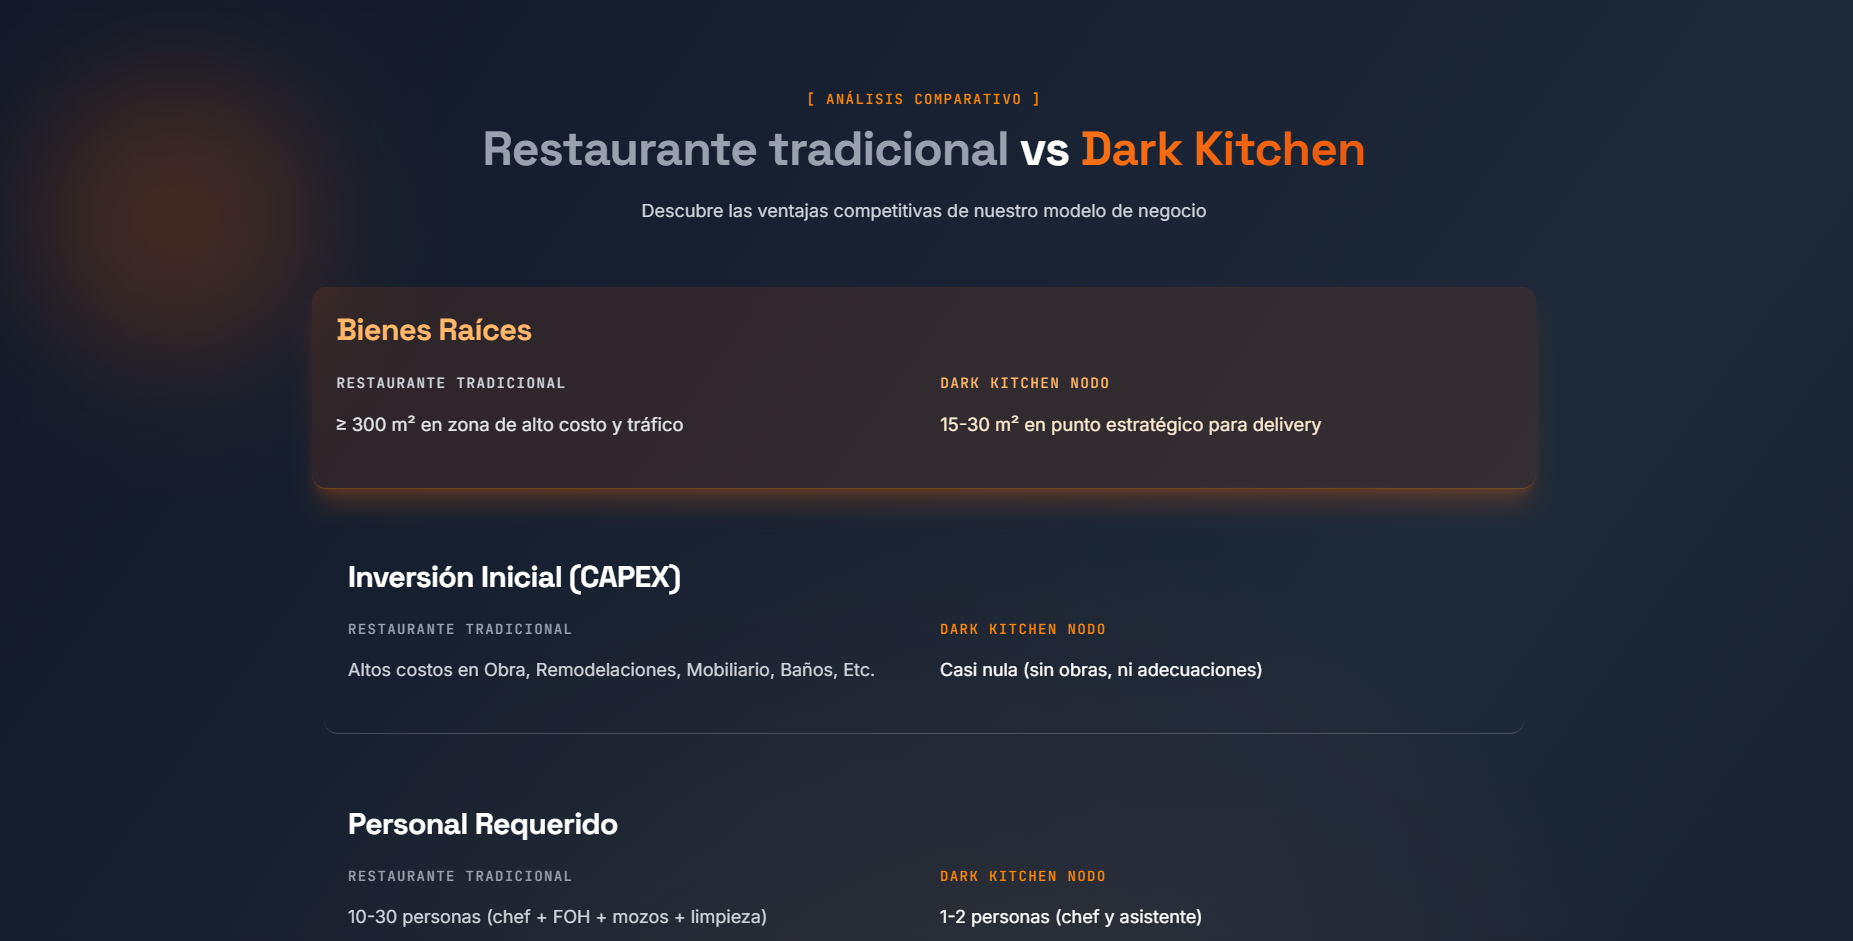 [ ANÁLISIS COMPARATIVO ]
Restaurante tradicional vs Dark Kitchen
Descubre las ventajas competitivas de nuestro modelo de negocio
Bienes Raíces
RESTAURANTE TRADICIONAL
≥ 300 m² en zona de alto costo y tráfico
DARK KITCHEN NODO
15-30 m² en punto estratégico para delivery
Inversión Inicial (CAPEX)
RESTAURANTE TRADICIONAL
Altos costos en Obra, Remodelaciones, Mobiliario, Baños, Etc.
DARK KITCHEN NODO
Casi nula (sin obras, ni adecuaciones)
Personal Requerido
RESTAURANTE TRADICIONAL
10-30 personas (chef + FOH + mozos + limpieza)
DARK KITCHEN NODO
1-2 personas (chef y asistente)